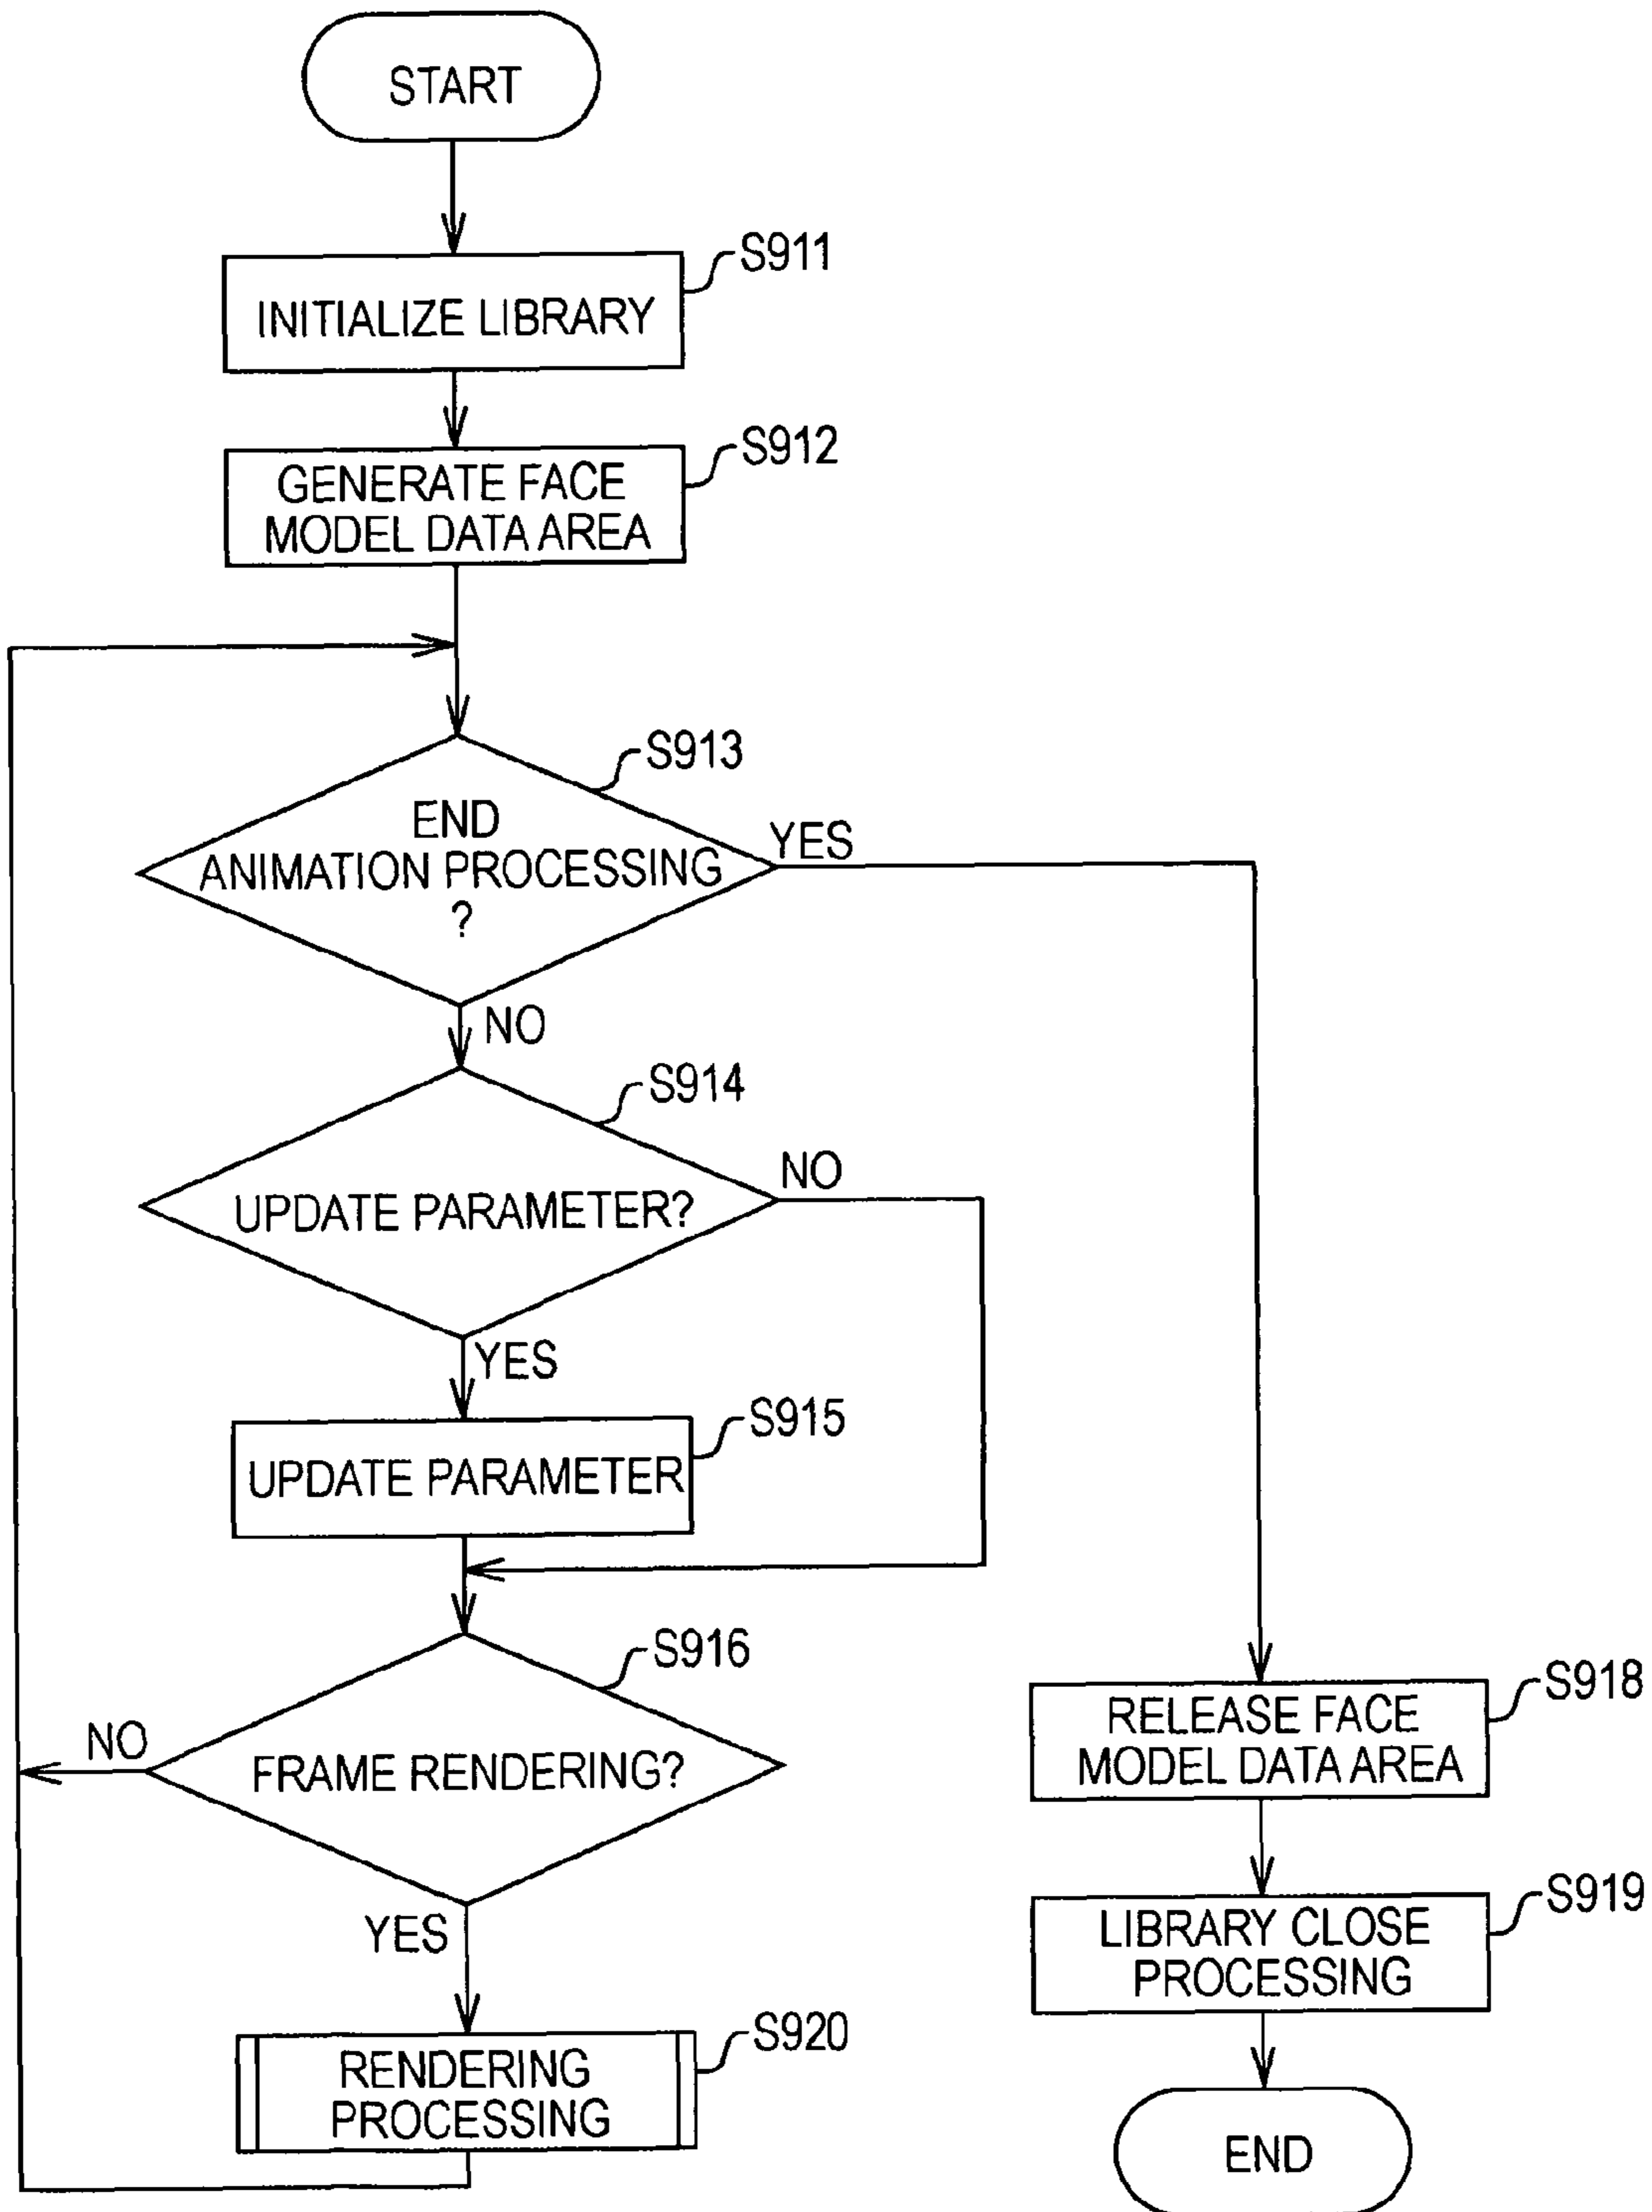 START
S911
INITIALIZE LIBRARY
S912
GENERATE FACE
MODEL DATA AREA
S913
END
ANIMATION PROCESSING
?
YES
NO
S914
UPDATE PARAMETER?
NO
YES
S915
UPDATE PARAMETER
S916
FRAME RENDERING?
NO
YES
S920
RENDERING
PROCESSING
S918
RELEASE FACE
MODEL DATA AREA
S919
LIBRARY CLOSE
PROCESSING
END